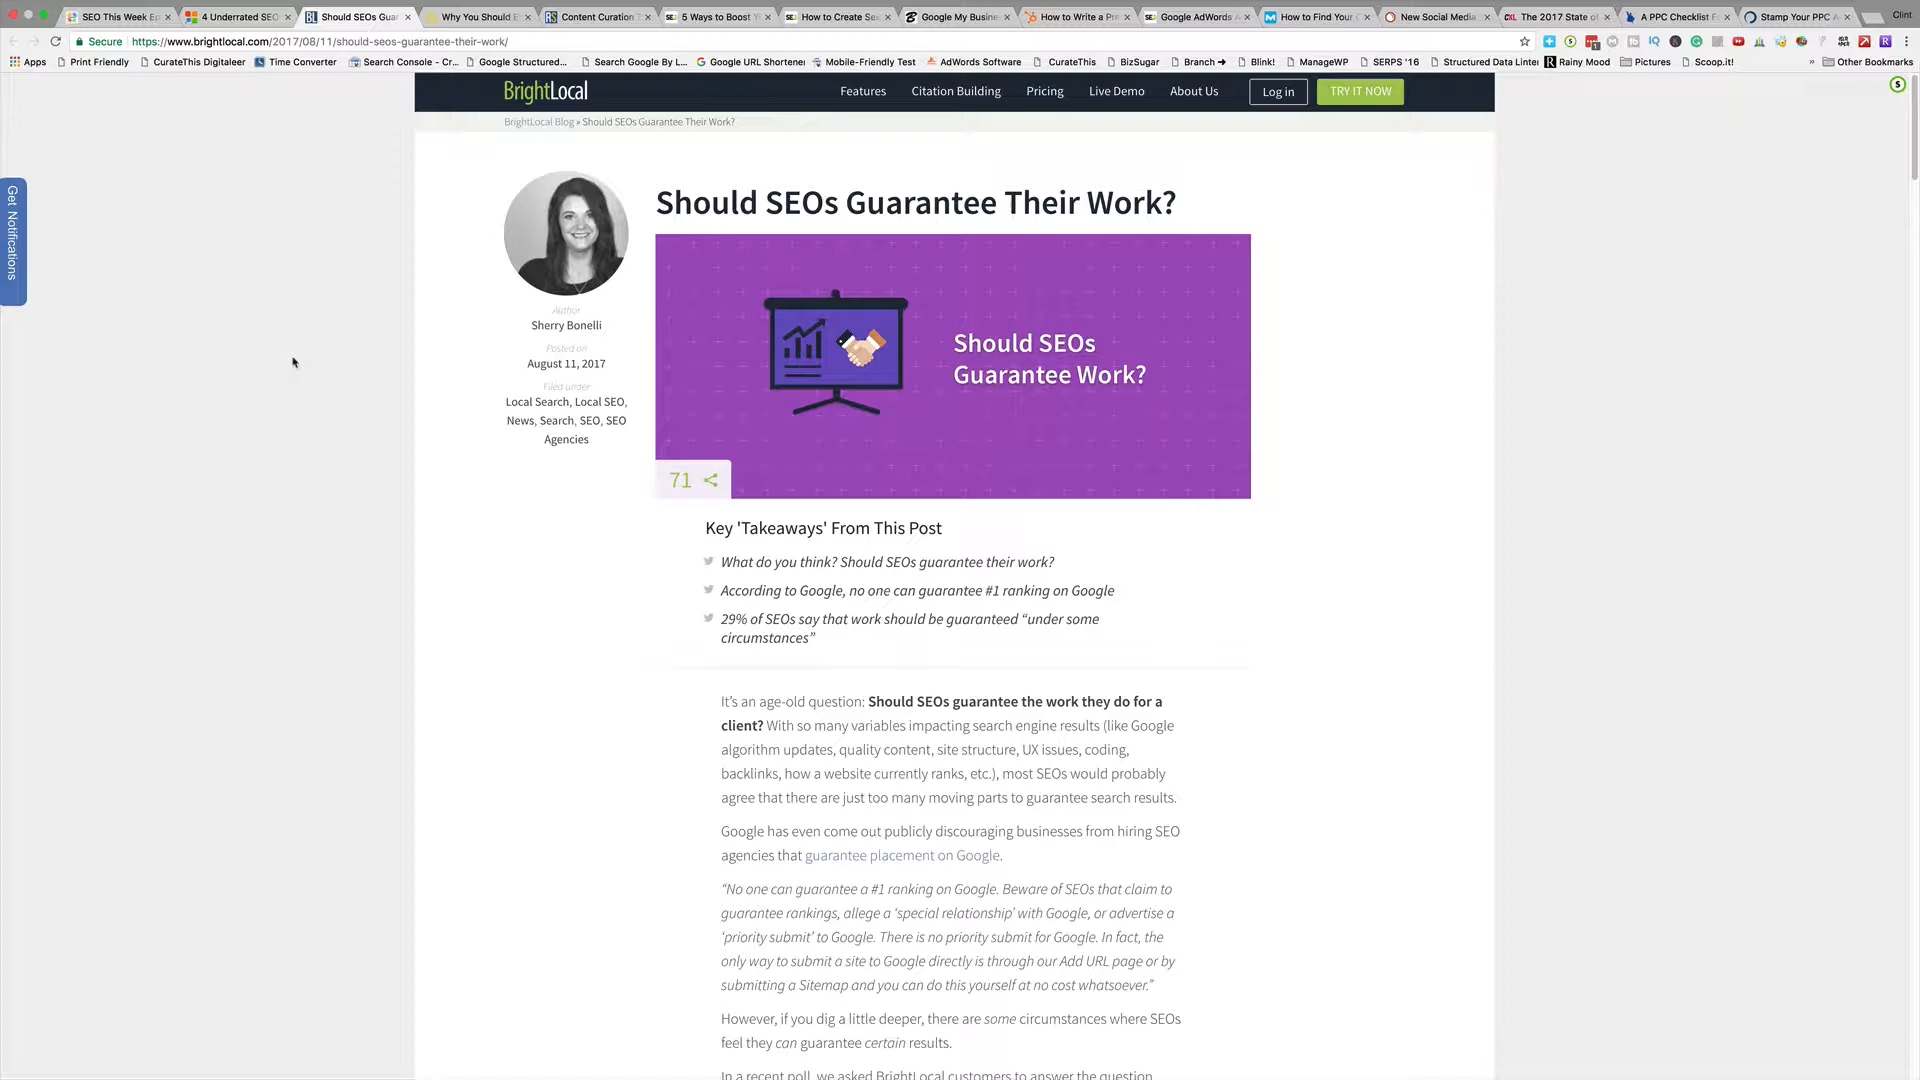 SEO This Week Ep
4 Underrated SEO
Should SEOs Guar
Why You Should E
Content Curation T
5 Ways to Boost Y
How to Create Sex
Google My Busine
How to Write a Pre
Google AdWords A
How to Find Your C
New Social Media
The 2017 State of
A PPC Checklist Fo
Stamp Your PPC A
Clint
Secure
https://www.brightlocal.com/2017/08/11/should-seos-guarantee-their-work/
Apps
Print Friendly
CurateThis Digitaleer
Time Converter
Search Console - Cr...
Google Structured...
Search Google By L...
Google URL Shortener
Mobile-Friendly Test
AdWords Software
CurateThis
BizSugar
Branch
Blink!
ManageWP
SERPS '16
Structured Data Linter
Rainy Mood
Pictures
Scoop.it!
»
Other Bookmarks
BrightLocal
Features
Citation Building
Pricing
Live Demo
About Us
Log in
TRY IT NOW
BrightLocal Blog » Should SEOs Guarantee Their Work?
Get Notifications
Should SEOs Guarantee Their Work?
Author
Sherry Bonelli
Posted on
August 11, 2017
Filed under
Local Search, Local SEO,
News, Search, SEO, SEO
Agencies
Should SEOs
Guarantee Work?
71
Key 'Takeaways' From This Post
What do you think? Should SEOs guarantee their work?
According to Google, no one can guarantee #1 ranking on Google
29% of SEOs say that work should be guaranteed “under some
circumstances”
It’s an age-old question: Should SEOs guarantee the work they do for a
client? With so many variables impacting search engine results (like Google
algorithm updates, quality content, site structure, UX issues, coding,
backlinks, how a website currently ranks, etc.), most SEOs would probably
agree that there are just too many moving parts to guarantee search results.
Google has even come out publicly discouraging businesses from hiring SEO
agencies that guarantee placement on Google.
“No one can guarantee a #1 ranking on Google. Beware of SEOs that claim to
guarantee rankings, allege a ‘special relationship’ with Google, or advertise a
‘priority submit’ to Google. There is no priority submit for Google. In fact, the
only way to submit a site to Google directly is through our Add URL page or by
submitting a Sitemap and you can do this yourself at no cost whatsoever.”
However, if you dig a little deeper, there are some circumstances where SEOs
feel they can guarantee certain results.
In a recent poll, we asked BrightLocal customers to answer the question